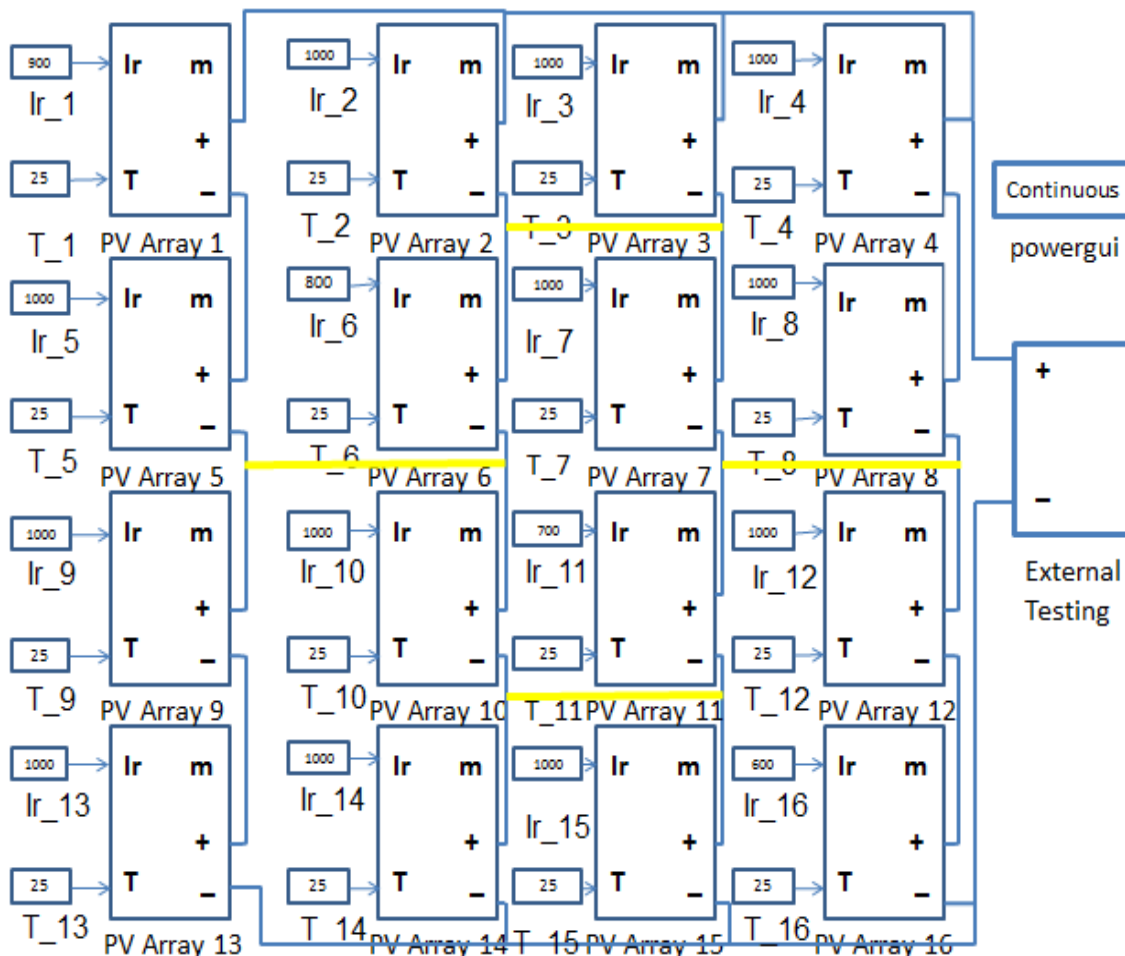 900 Ir m 1000 Ir m 1000 Ir m 1000 Ir m
Ir_1 Ir_2 Ir_3 Ir_4
+ + + +
25 T − 25 T − 25 T − 25 T − Continuous
T_1 PV Array 1 T_2 PV Array 2 T_3 PV Array 3 T_4 PV Array 4 powergui
1000 Ir m 800 Ir m 1000 Ir m 1000 Ir m
Ir_5 Ir_6 Ir_7 Ir_8
+ + + + +
25 T − 25 T − 25 T − 25 T −
T_5 PV Array 5 T_6 PV Array 6 T_7 PV Array 7 T_8 PV Array 8
−
1000 Ir m 1000 Ir m 700 Ir m 1000 Ir m
Ir_9 Ir_10 Ir_11 Ir_12 External
+ + + + Testing
25 T − 25 T − 25 T − 25 T −
T_9 PV Array 9 T_10 PV Array 10 T_11 PV Array 11 T_12 PV Array 12
1000 Ir m 1000 Ir m 1000 Ir m 600 Ir m
Ir_13 Ir_14 Ir_15 Ir_16
+ + + +
25 T − 25 T − 25 T − 25 T −
T_13 PV Array 13 T_14 PV Array 14 T_15 PV Array 15 T_16 PV Array 16